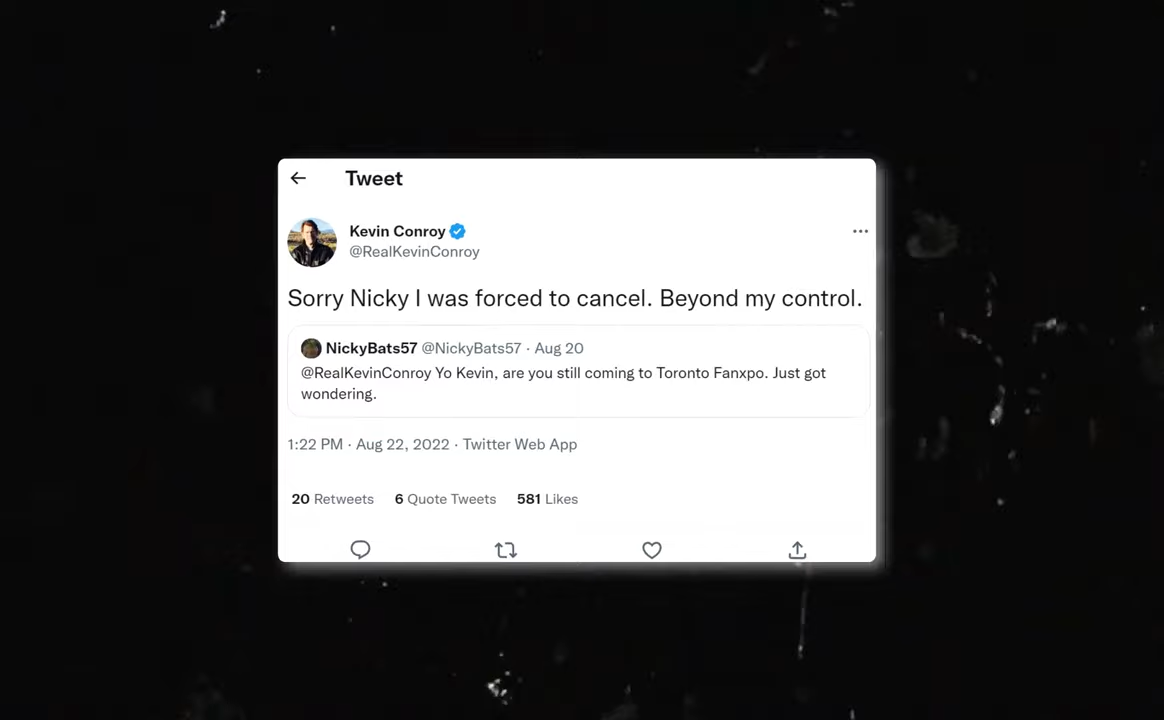 Tweet
Kevin Conroy
@RealKevinConroy
Sorry Nicky I was forced to cancel. Beyond my control.
NickyBats57 @NickyBats57 · Aug 20
@RealKevinConroy Yo Kevin, are you still coming to Toronto Fanxpo. Just got
wondering.
1:22 PM · Aug 22, 2022 · Twitter Web App
20 Retweets 6 Quote Tweets 581 Likes